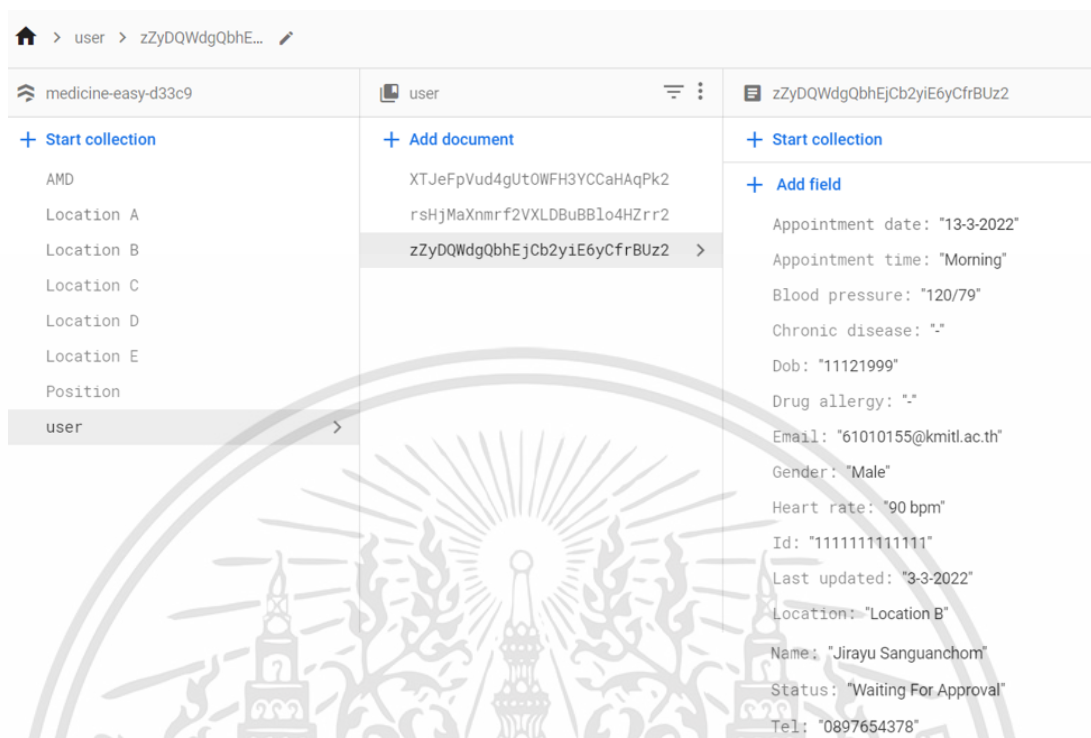 user > zZyDQWdgQbhE...
medicine-easy-d33c9
+ Start collection
AMD
Location A
Location B
Location C
Location D
Location E
Position
user >
user
+ Add document
XTJeFpVud4gUtOWFH3YCCaHAqPk2
rsHjMaXnmrf2VXLDBuBBlo4HZrr2
zZyDQWdgQbhEjCb2yiE6yCfrBUz2 >
zZyDQWdgQbhEjCb2yiE6yCfrBUz2
+ Start collection
+ Add field
Appointment date: "13-3-2022"
Appointment time: "Morning"
Blood pressure: "120/79"
Chronic disease: "-"
Dob: "11121999"
Drug allergy: "-"
Email: "61010155@kmitl.ac.th"
Gender: "Male"
Heart rate: "90 bpm"
Id: "1111111111111"
Last updated: "3-3-2022"
Location: "Location B"
Name: "Jirayu Sanguanchom"
Status: "Waiting For Approval"
Tel: "0897654378"